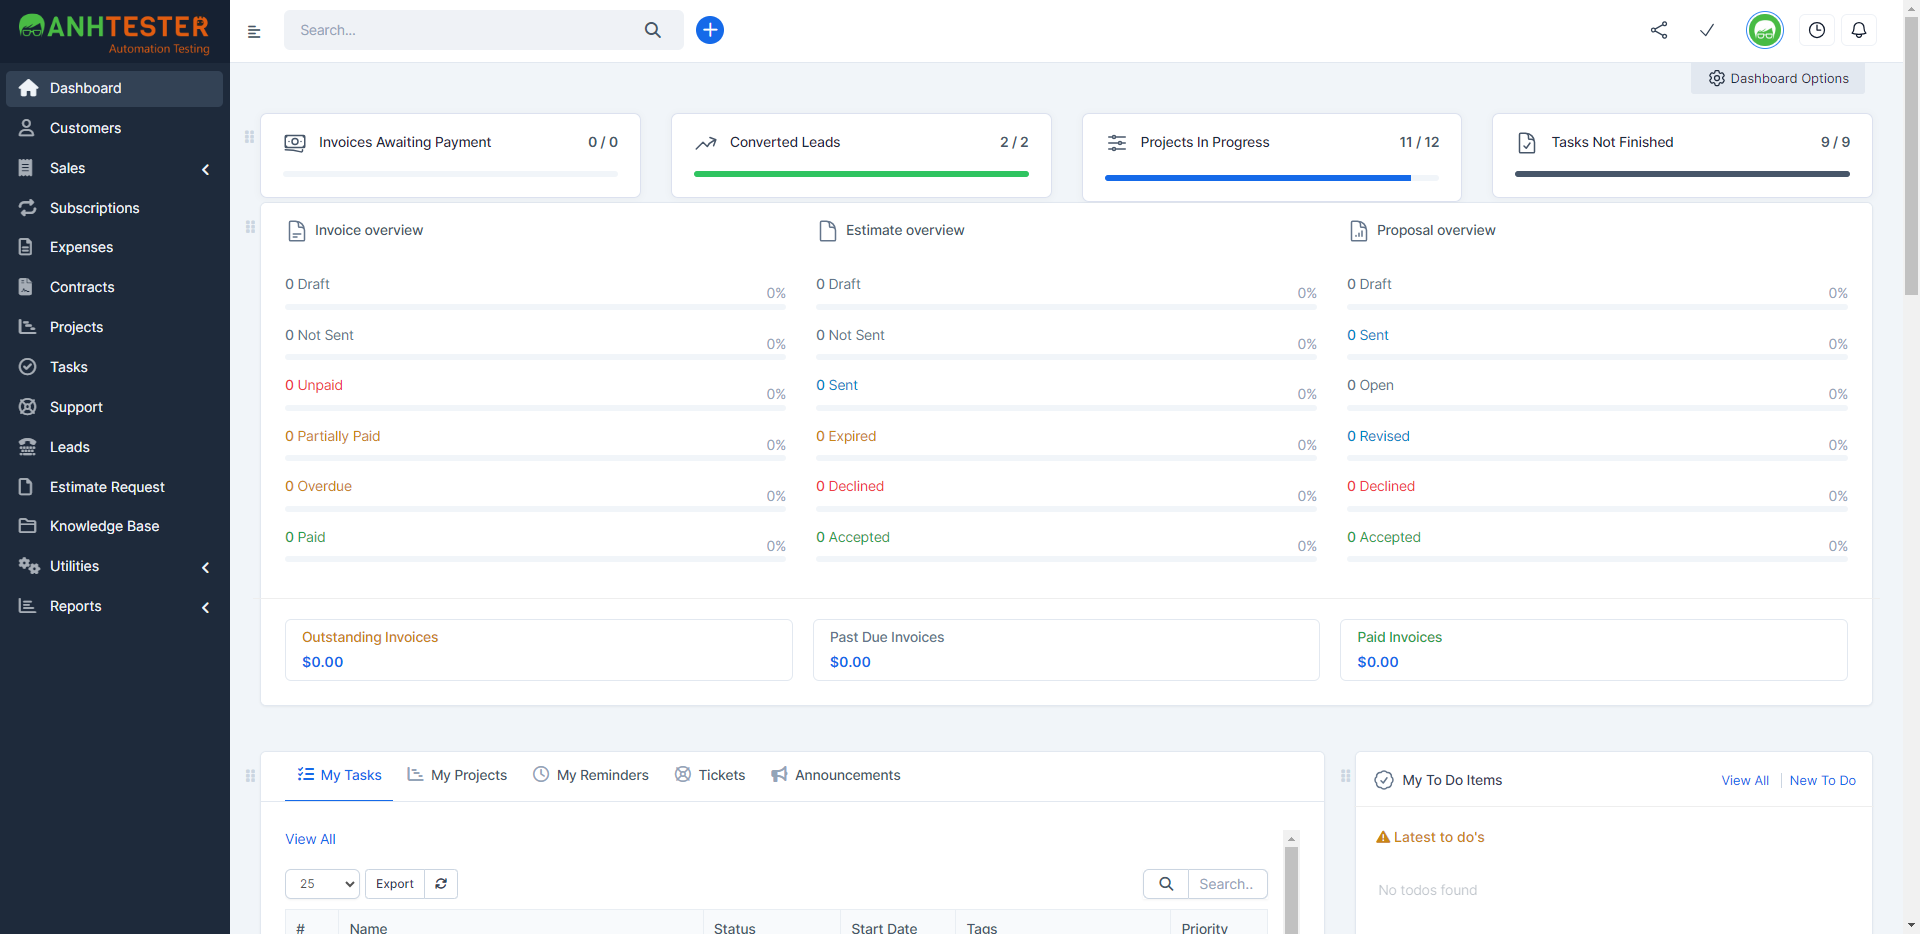 ANHTESTER
Automation Testing
Search...
Dashboard
Customers
Sales
Subscriptions
Expenses
Contracts
Projects
Tasks
Support
Leads
Estimate Request
Knowledge Base
Utilities
Reports
Dashboard Options
Invoices Awaiting Payment 0 / 0
Converted Leads 2 / 2
Projects In Progress 11 / 12
Tasks Not Finished 9 / 9
Invoice overview
0 Draft 0%
0 Not Sent 0%
0 Unpaid 0%
0 Partially Paid 0%
0 Overdue 0%
0 Paid 0%
Estimate overview
0 Draft 0%
0 Not Sent 0%
0 Sent 0%
0 Expired 0%
0 Declined 0%
0 Accepted 0%
Proposal overview
0 Draft 0%
0 Sent 0%
0 Open 0%
0 Revised 0%
0 Declined 0%
0 Accepted 0%
Outstanding Invoices
$0.00
Past Due Invoices
$0.00
Paid Invoices
$0.00
My Tasks My Projects My Reminders Tickets Announcements
View All
25 Export Search..
# Name Status Start Date Tags Priority
My To Do Items View All New To Do
Latest to do's
No todos found